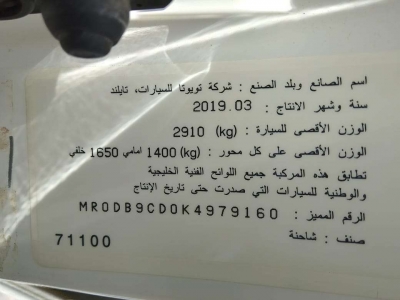 اسم الصانع وبلد الصنع : شركة تويوتا للسيارات، تايلند
سنة وشهر الانتاج : 2019.03
الوزن الأقصى للسيارة : (kg) 2910
الوزن الأقصى على كل محور : (kg) 1400 امامي 1650 خلفي
تطابق هذه المركبة جميع اللوائح الفنية الخليجية
والوطنية للسيارات التي صدرت حتى تاريخ الإنتاج
الرقم المميز : MR0DB9CD0K4979160
صنف : شاحنة
71100